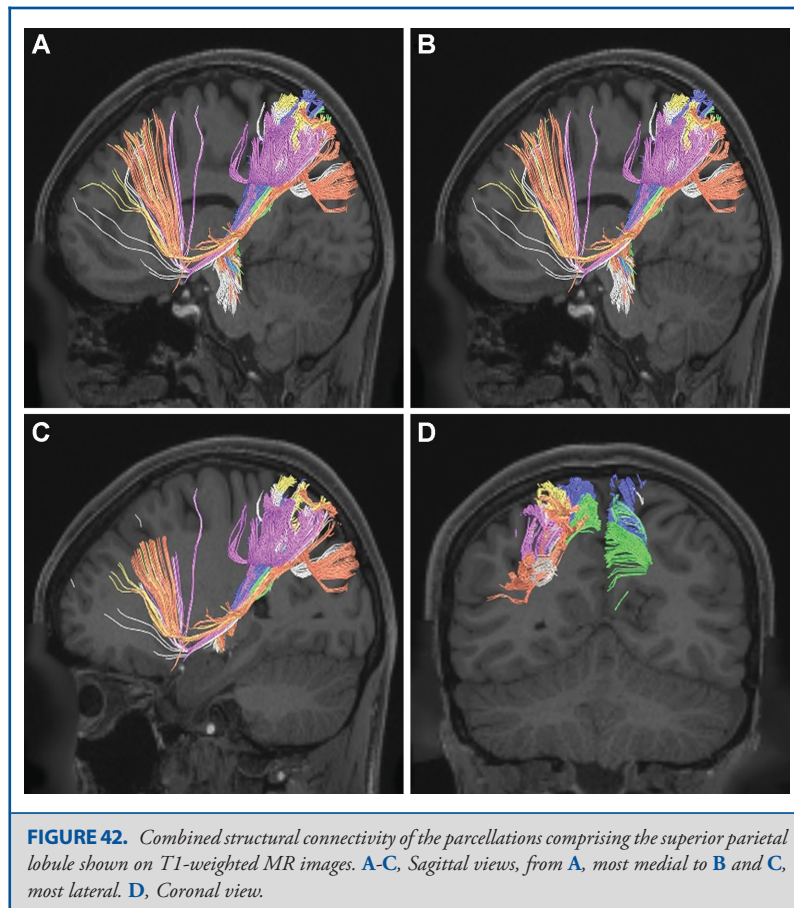 A
B
C
D
FIGURE 42. Combined structural connectivity of the parcellations comprising the superior parietal
lobule shown on T1-weighted MR images. A-C, Sagittal views, from A, most medial to B and C,
most lateral. D, Coronal view.